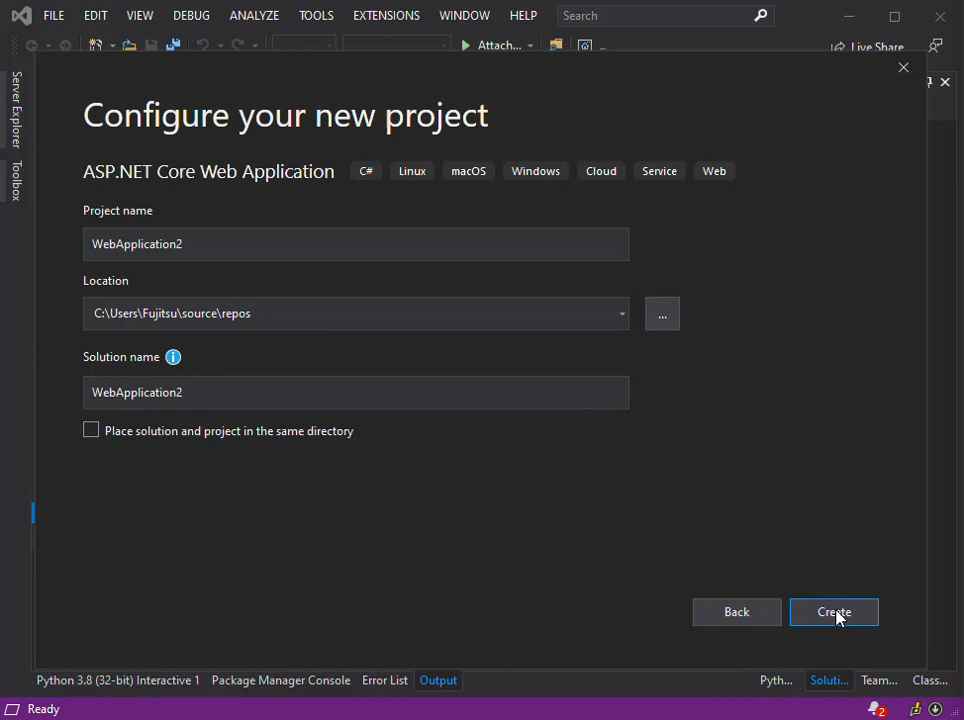 FILE EDIT VIEW DEBUG ANALYZE TOOLS EXTENSIONS WINDOW HELP Search
Attach... Live Share
Server Explorer
Toolbox
Configure your new project
ASP.NET Core Web Application C# Linux macOS Windows Cloud Service Web
Project name
WebApplication2
Location
C:\Users\Fujitsu\source\repos
...
Solution name
WebApplication2
Place solution and project in the same directory
Back Create
Python 3.8 (32-bit) Interactive 1 Package Manager Console Error List Output Pyth... Soluti... Team... Class...
Ready 2